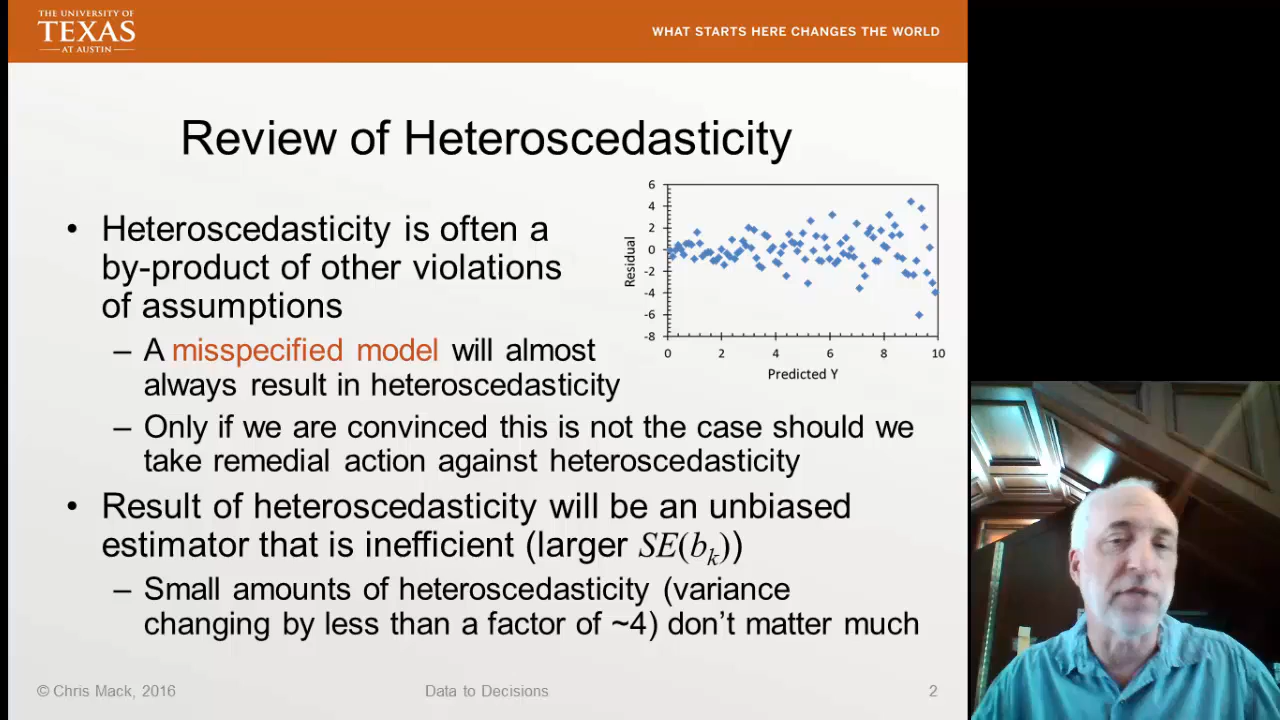 THE UNIVERSITY OF
TEXAS
AT AUSTIN
WHAT STARTS HERE CHANGES THE WORLD
Review of Heteroscedasticity
• Heteroscedasticity is often a
by-product of other violations
of assumptions
– A misspecified model will almost
always result in heteroscedasticity
– Only if we are convinced this is not the case should we
take remedial action against heteroscedasticity
• Result of heteroscedasticity will be an unbiased
estimator that is inefficient (larger SE(b_k))
– Small amounts of heteroscedasticity (variance
changing by less than a factor of ~4) don't matter much
6
4
2
0
-2
-4
-6
-8
Residual
0 2 4 6 8 10
Predicted Y
© Chris Mack, 2016
Data to Decisions
2